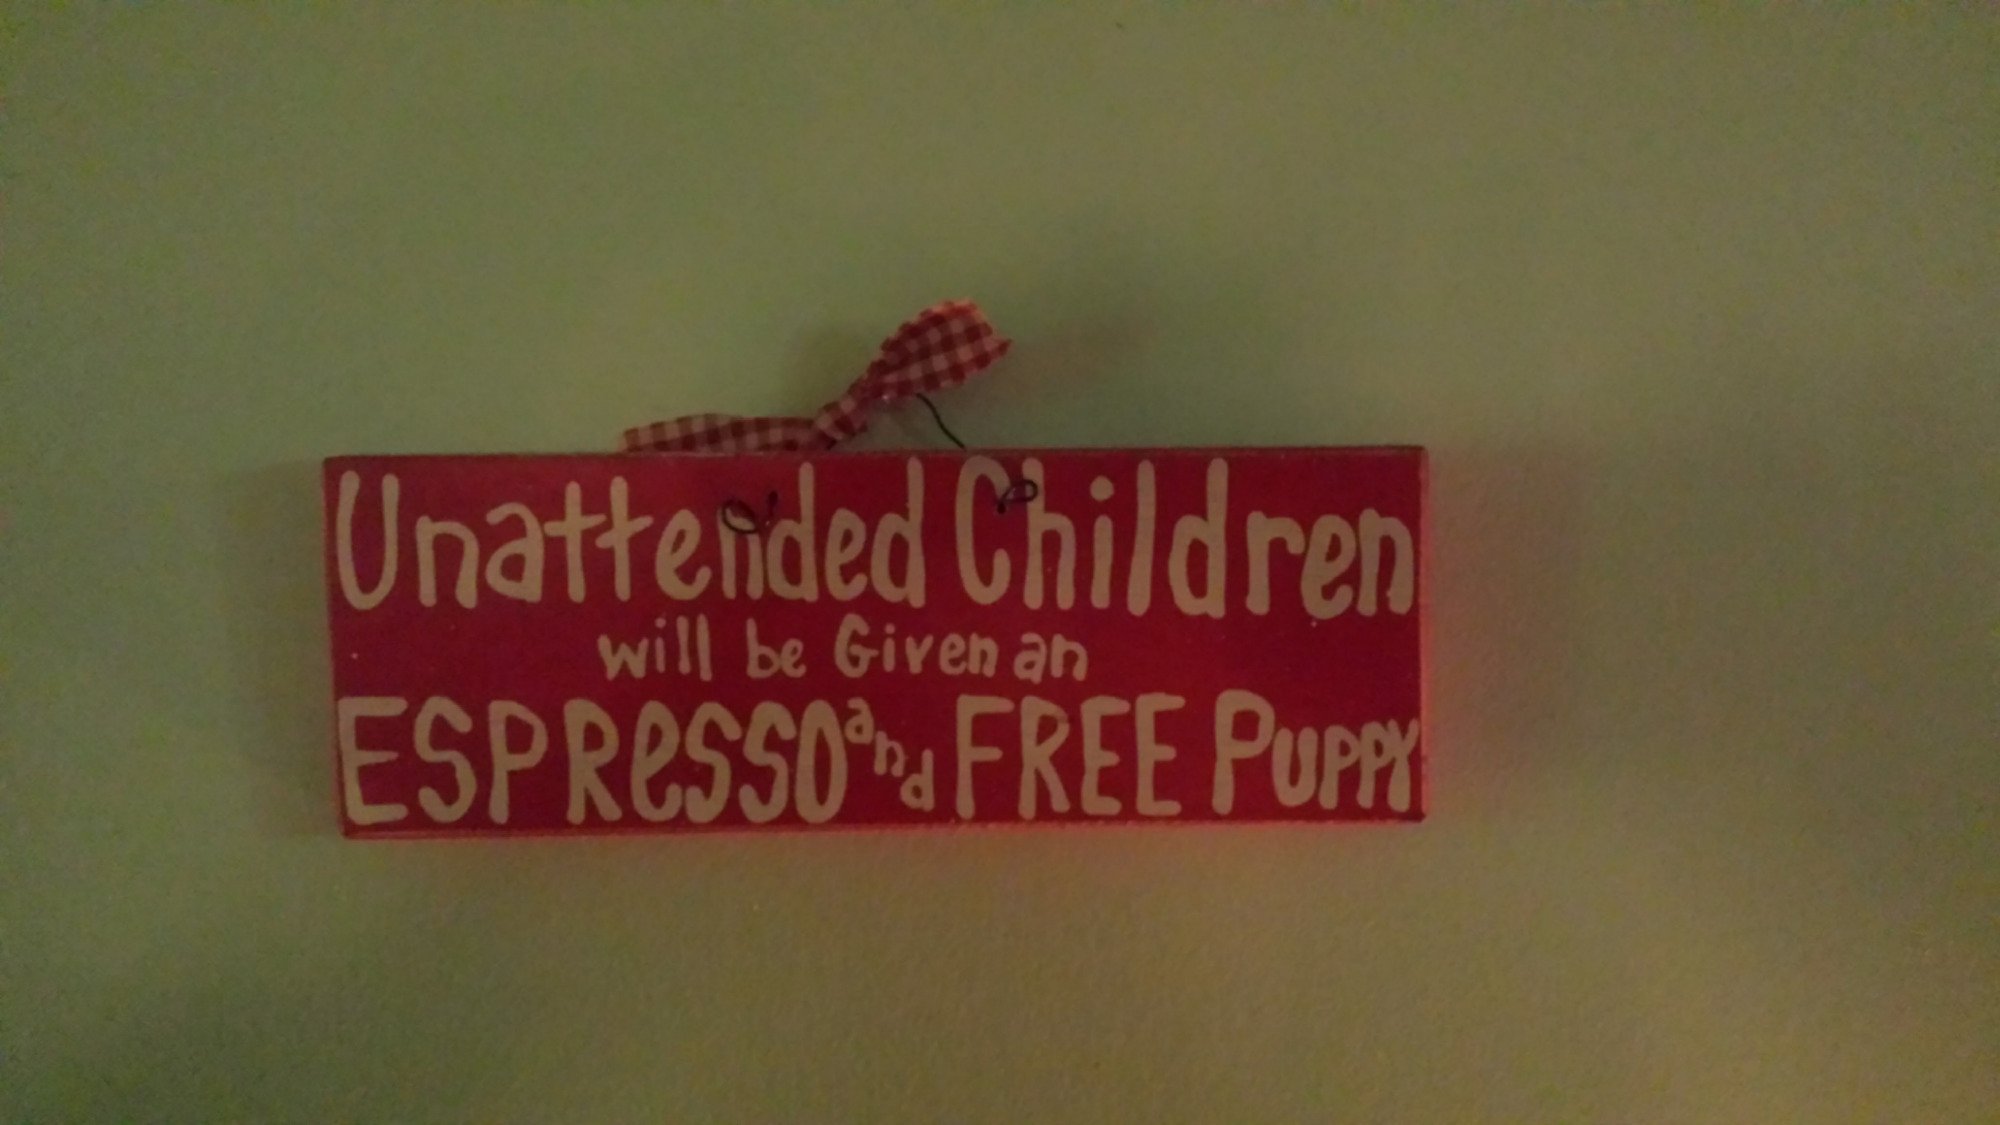 Unattended Children
will be Given an
ESPResso and FREE Puppy